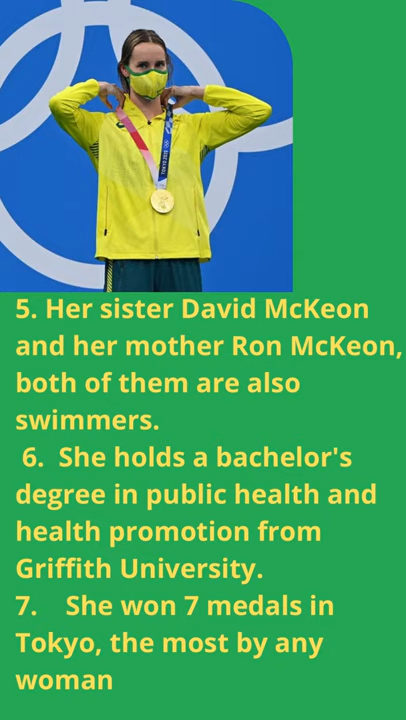 TOKYO 2020
5. Her sister David McKeon
and her mother Ron McKeon,
both of them are also
swimmers.
6. She holds a bachelor's
degree in public health and
health promotion from
Griffith University.
7. She won 7 medals in
Tokyo, the most by any
woman